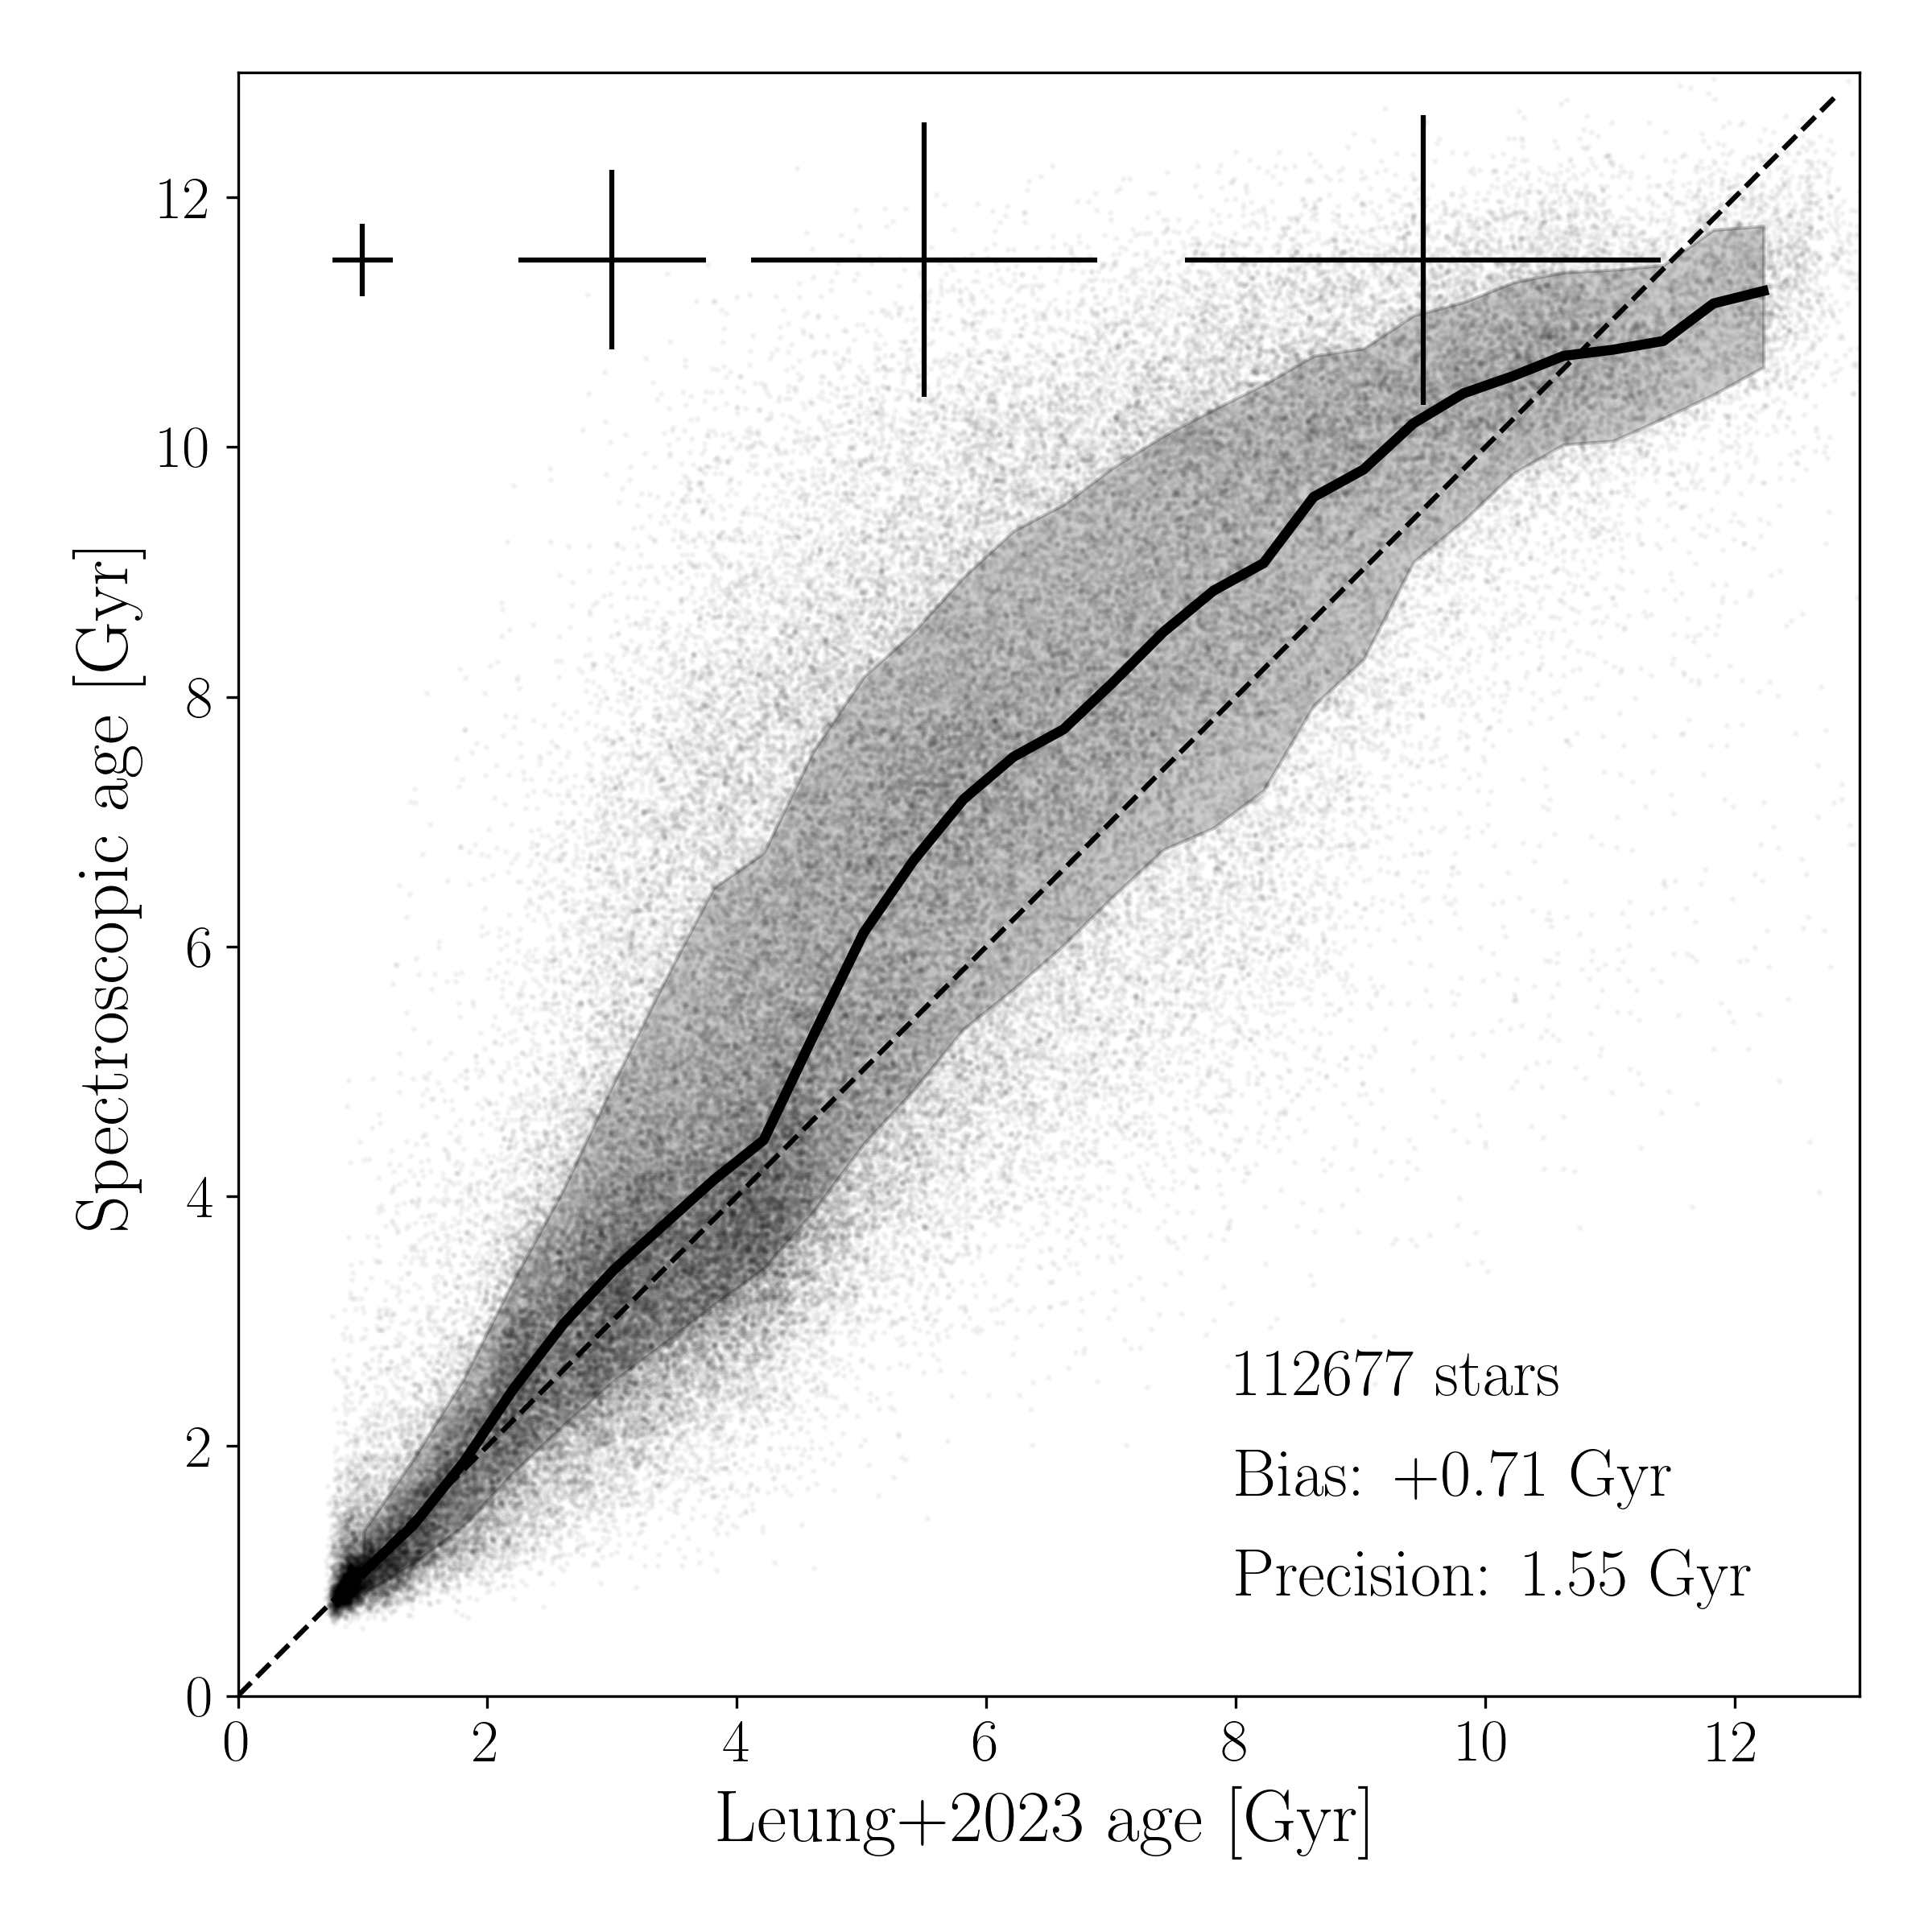 12
10
8
6
4
2
0
Spectroscopic age [Gyr]
112677 stars
Bias: +0.71 Gyr
Precision: 1.55 Gyr
0 2 4 6 8 10 12
Leung+2023 age [Gyr]